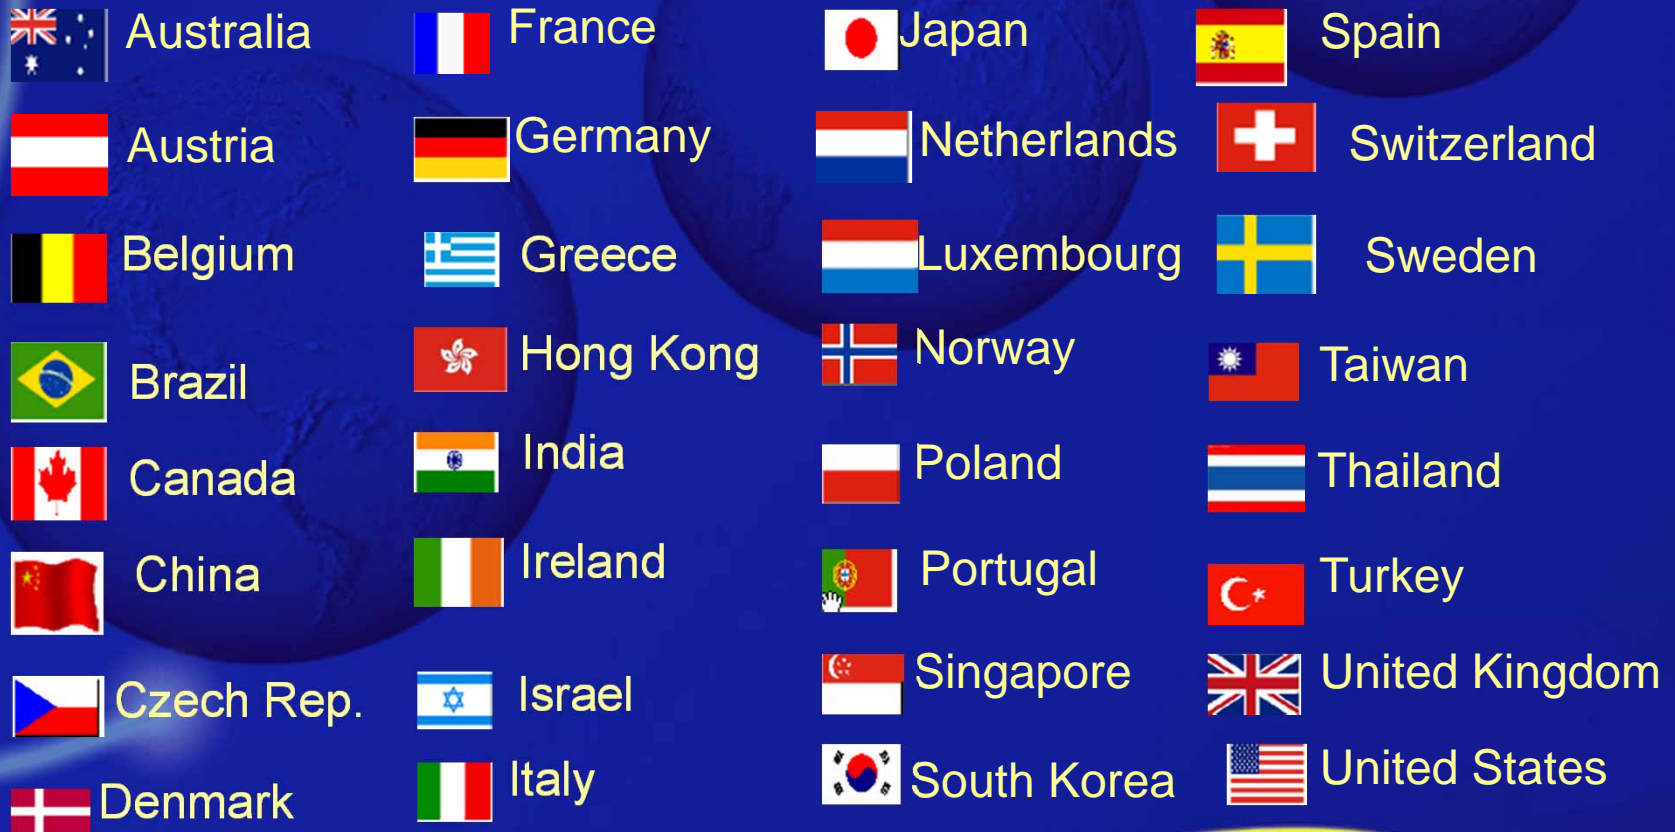 Australia
Austria
Belgium
Brazil
Canada
China
Czech Rep.
Denmark
France
Germany
Greece
Hong Kong
India
Ireland
Israel
Italy
Japan
Netherlands
Luxembourg
Norway
Poland
Portugal
Singapore
South Korea
Spain
Switzerland
Sweden
Taiwan
Thailand
Turkey
United Kingdom
United States